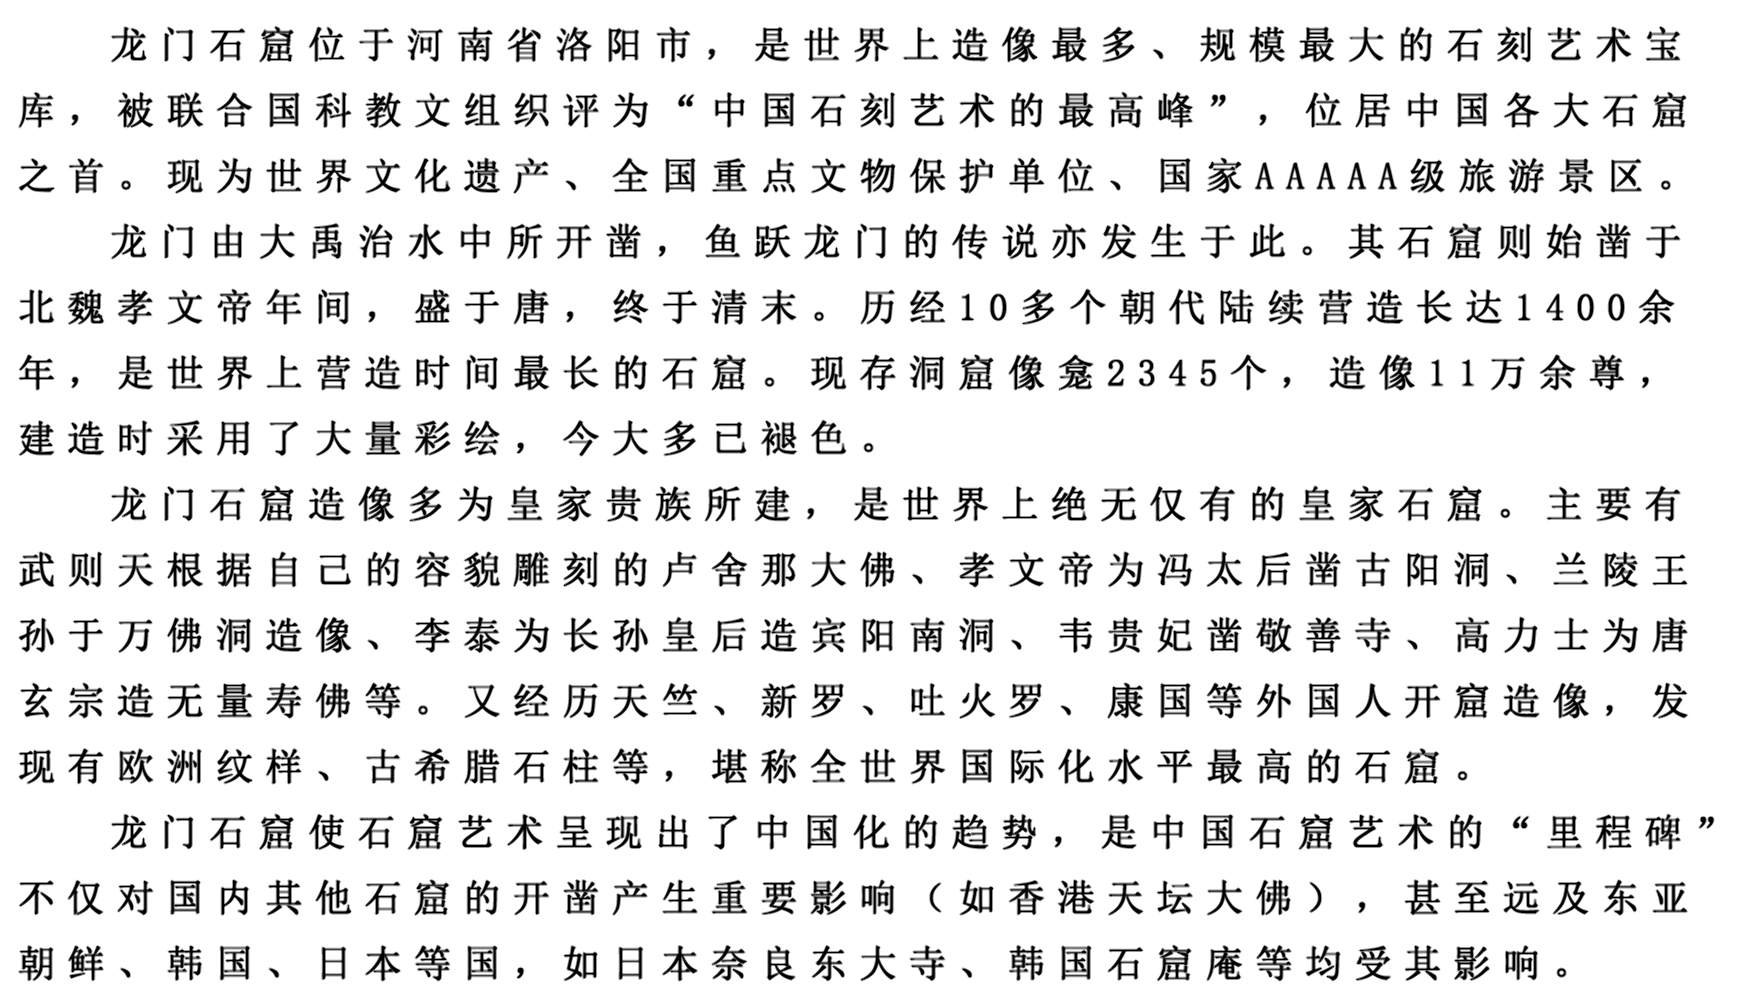 龙门石窟位于河南省洛阳市，是世界上造像最多、规模最大的石刻艺术宝
库，被联合国科教文组织评为“中国石刻艺术的最高峰”，位居中国各大石窟
之首。现为世界文化遗产、全国重点文物保护单位、国家AAAAA级旅游景区。
龙门由大禹治水中所开凿，鱼跃龙门的传说亦发生于此。其石窟则始凿于
北魏孝文帝年间，盛于唐，终于清末。历经10多个朝代陆续营造长达1400余
年，是世界上营造时间最长的石窟。现存洞窟像龛2345个，造像11万余尊，
建造时采用了大量彩绘，今大多已褪色。
龙门石窟造像多为皇家贵族所建，是世界上绝无仅有的皇家石窟。主要有
武则天根据自己的容貌雕刻的卢舍那大佛、孝文帝为冯太后凿古阳洞、兰陵王
孙于万佛洞造像、李泰为长孙皇后造宾阳南洞、韦贵妃凿敬善寺、高力士为唐
玄宗造无量寿佛等。又经历天竺、新罗、吐火罗、康国等外国人开窟造像，发
现有欧洲纹样、古希腊石柱等，堪称全世界国际化水平最高的石窟。
龙门石窟使石窟艺术呈现出了中国化的趋势，是中国石窟艺术的“里程碑”
不仅对国内其他石窟的开凿产生重要影响（如香港天坛大佛），甚至远及东亚
朝鲜、韩国、日本等国，如日本奈良东大寺、韩国石窟庵等均受其影响。